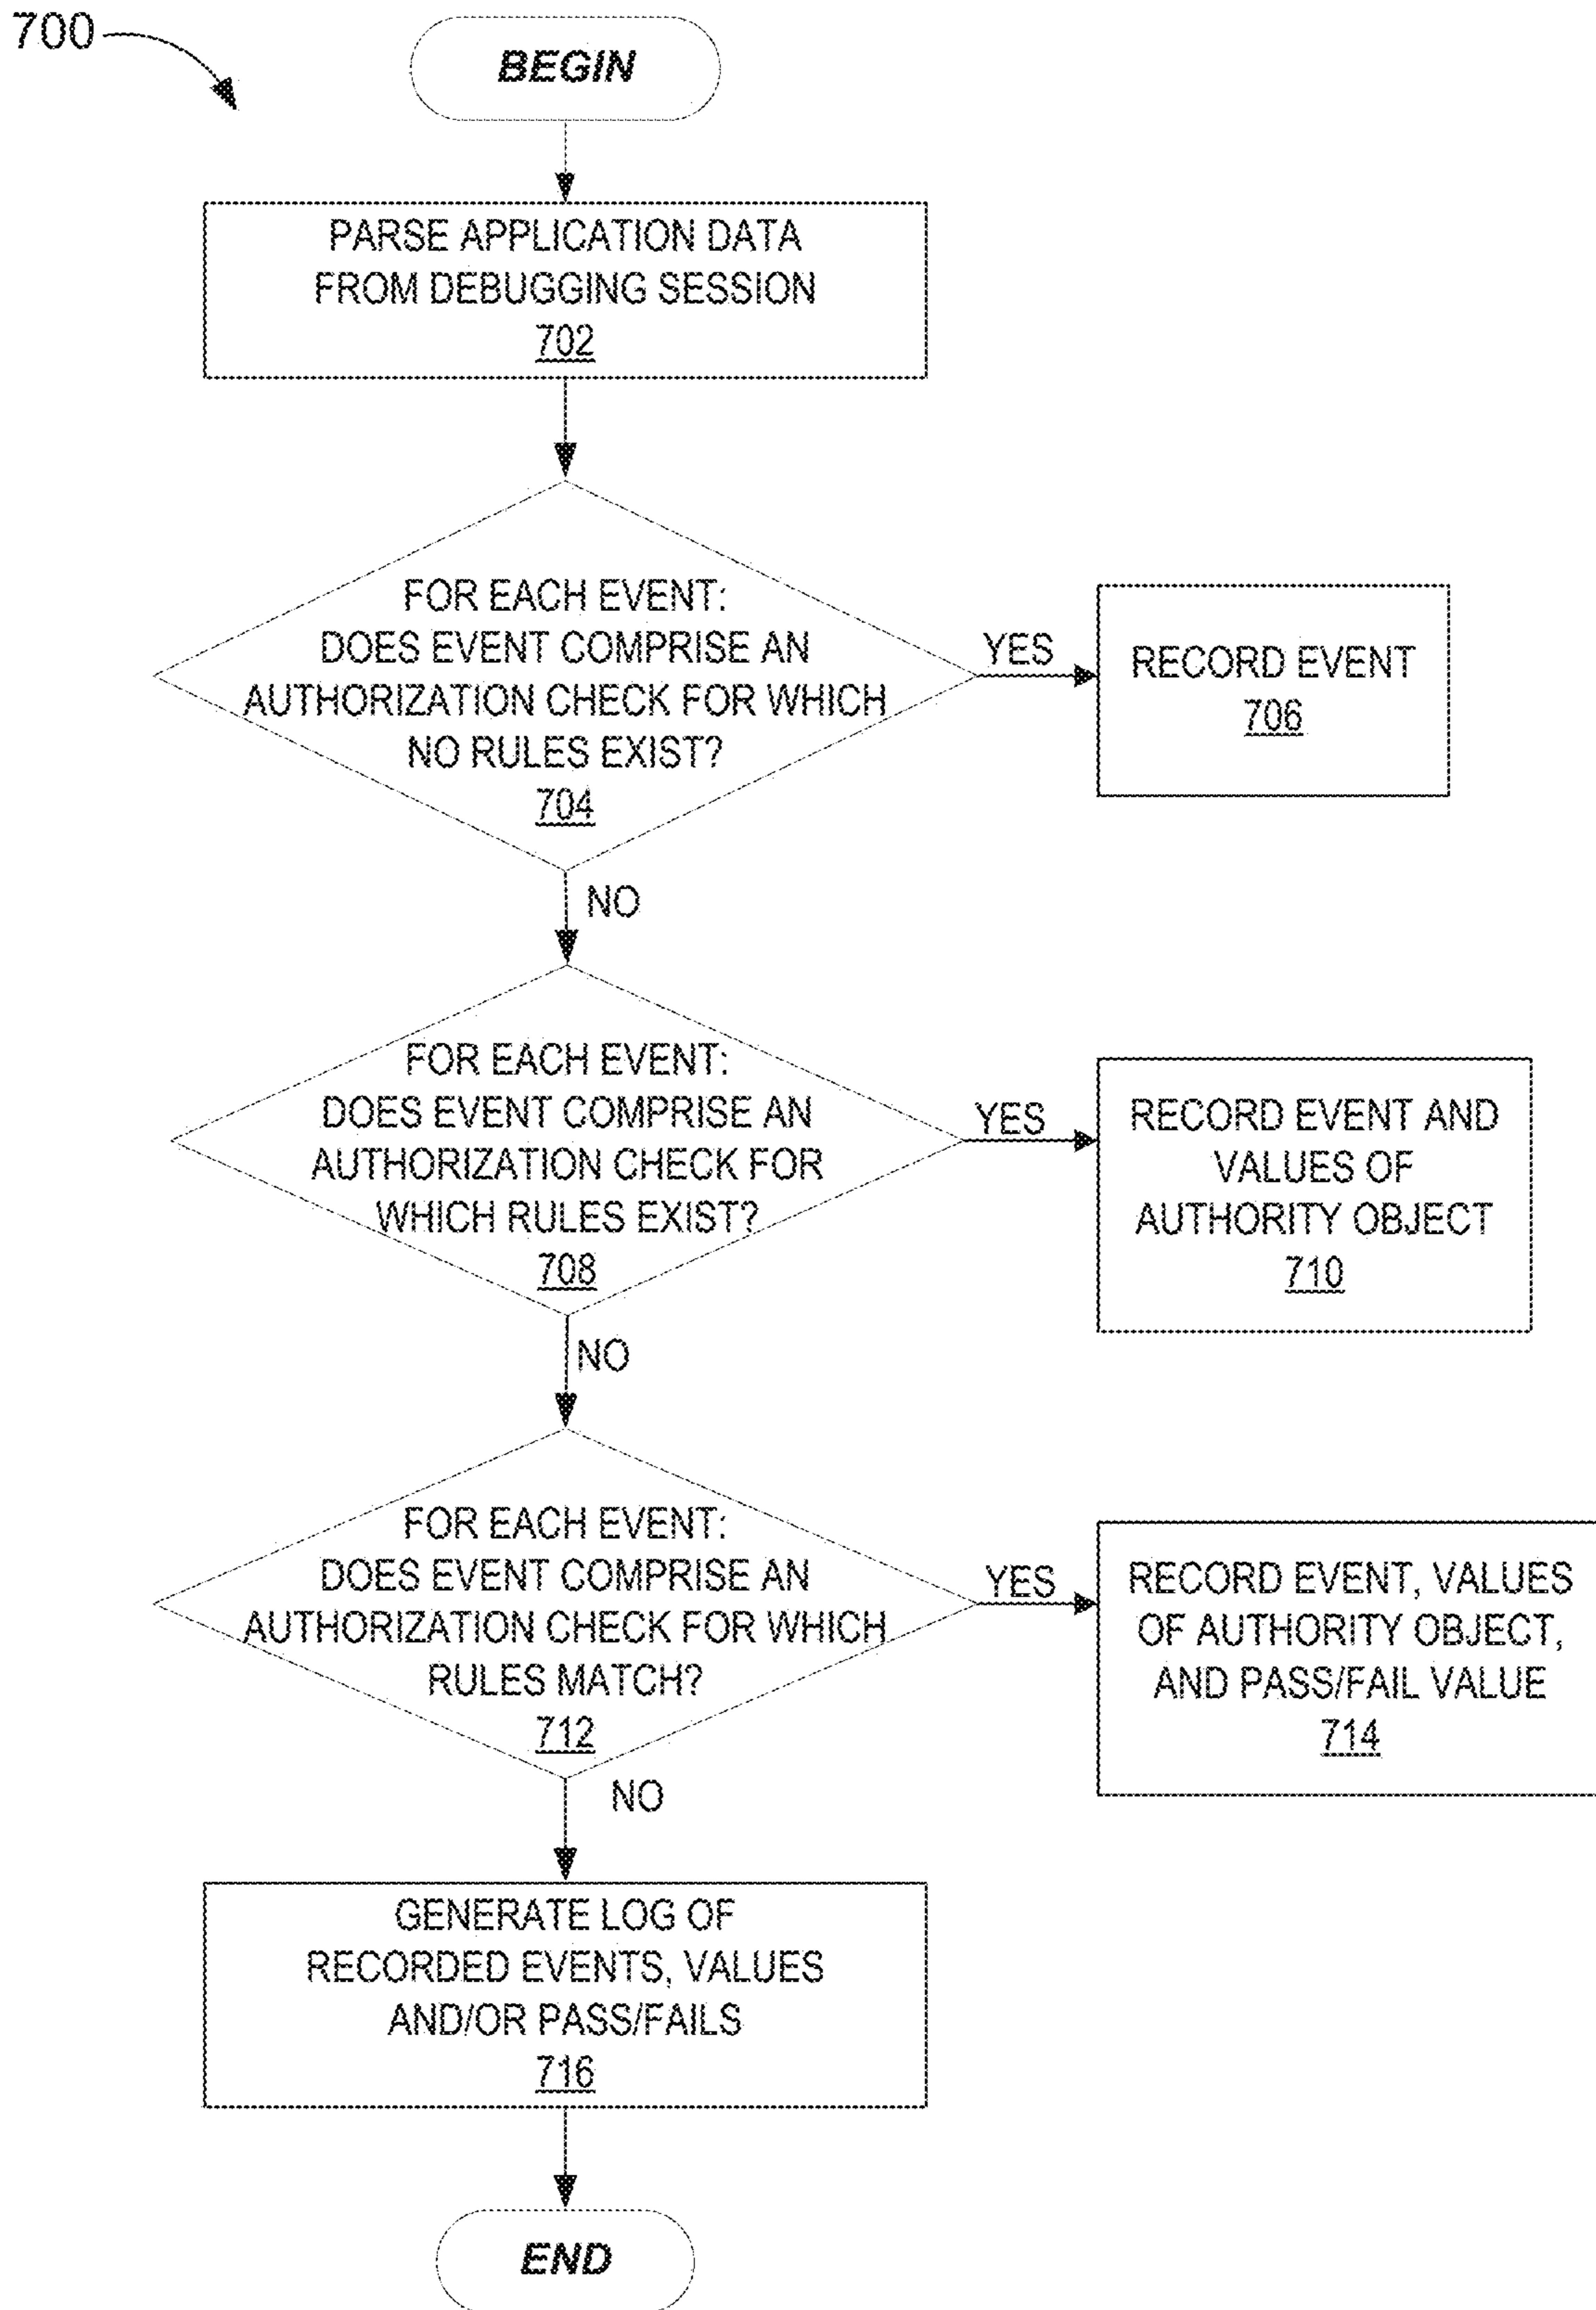 700
BEGIN
PARSE APPLICATION DATA
FROM DEBUGGING SESSION
702
FOR EACH EVENT:
DOES EVENT COMPRISE AN
AUTHORIZATION CHECK FOR WHICH
NO RULES EXIST?
704
YES
RECORD EVENT
706
NO
FOR EACH EVENT:
DOES EVENT COMPRISE AN
AUTHORIZATION CHECK FOR
WHICH RULES EXIST?
708
YES
RECORD EVENT AND
VALUES OF
AUTHORITY OBJECT
710
NO
FOR EACH EVENT:
DOES EVENT COMPRISE AN
AUTHORIZATION CHECK FOR WHICH
RULES MATCH?
712
YES
RECORD EVENT, VALUES
OF AUTHORITY OBJECT,
AND PASS/FAIL VALUE
714
NO
GENERATE LOG OF
RECORDED EVENTS, VALUES
AND/OR PASS/FAILS
716
END